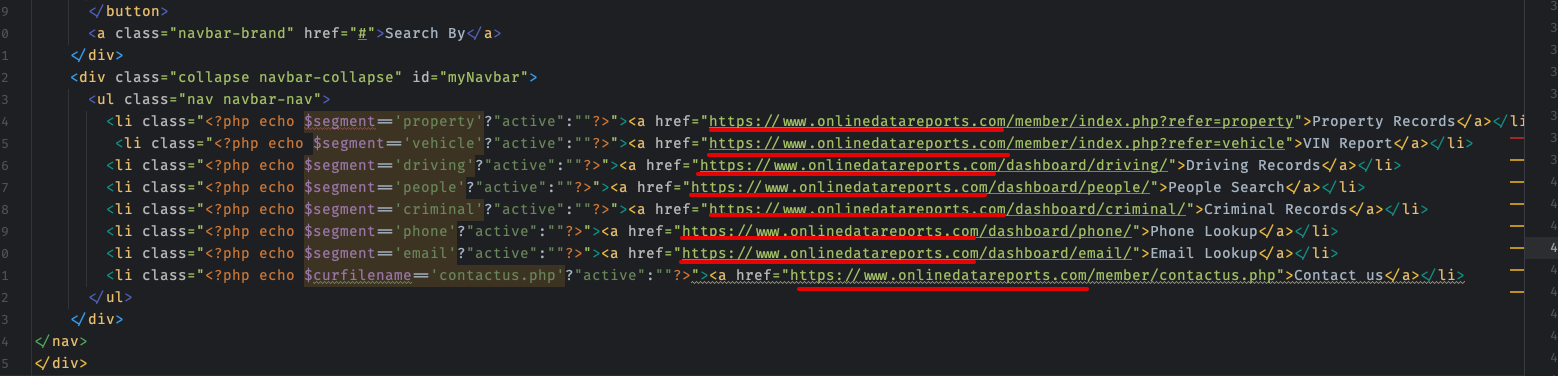 9 </button>
0 <a class="navbar-brand" href="#">Search By</a>
1 </div>
2 <div class="collapse navbar-collapse" id="myNavbar">
3 <ul class="nav navbar-nav">
4 <li class="<?php echo $segment=='property'?"active":""?>"><a href="https://www.onlinedatareports.com/member/index.php?refer=property">Property Records</a></li
5 <li class="<?php echo $segment=='vehicle'?"active":""?>"><a href="https://www.onlinedatareports.com/member/index.php?refer=vehicle">VIN Report</a></li>
6 <li class="<?php echo $segment=='driving'?"active":""?>"><a href="https://www.onlinedatareports.com/dashboard/driving/">Driving Records</a></li>
7 <li class="<?php echo $segment=='people'?"active":""?>"><a href="https://www.onlinedatareports.com/dashboard/people/">People Search</a></li>
8 <li class="<?php echo $segment=='criminal'?"active":""?>"><a href="https://www.onlinedatareports.com/dashboard/criminal/">Criminal Records</a></li>
9 <li class="<?php echo $segment=='phone'?"active":""?>"><a href="https://www.onlinedatareports.com/dashboard/phone/">Phone Lookup</a></li>
0 <li class="<?php echo $segment=='email'?"active":""?>"><a href="https://www.onlinedatareports.com/dashboard/email/">Email Lookup</a></li>
1 <li class="<?php echo $curfilename=='contactus.php'?"active":""?>"><a href="https://www.onlinedatareports.com/member/contactus.php">Contact us</a></li>
2 </ul>
3 </div>
4 </nav>
5 </div>